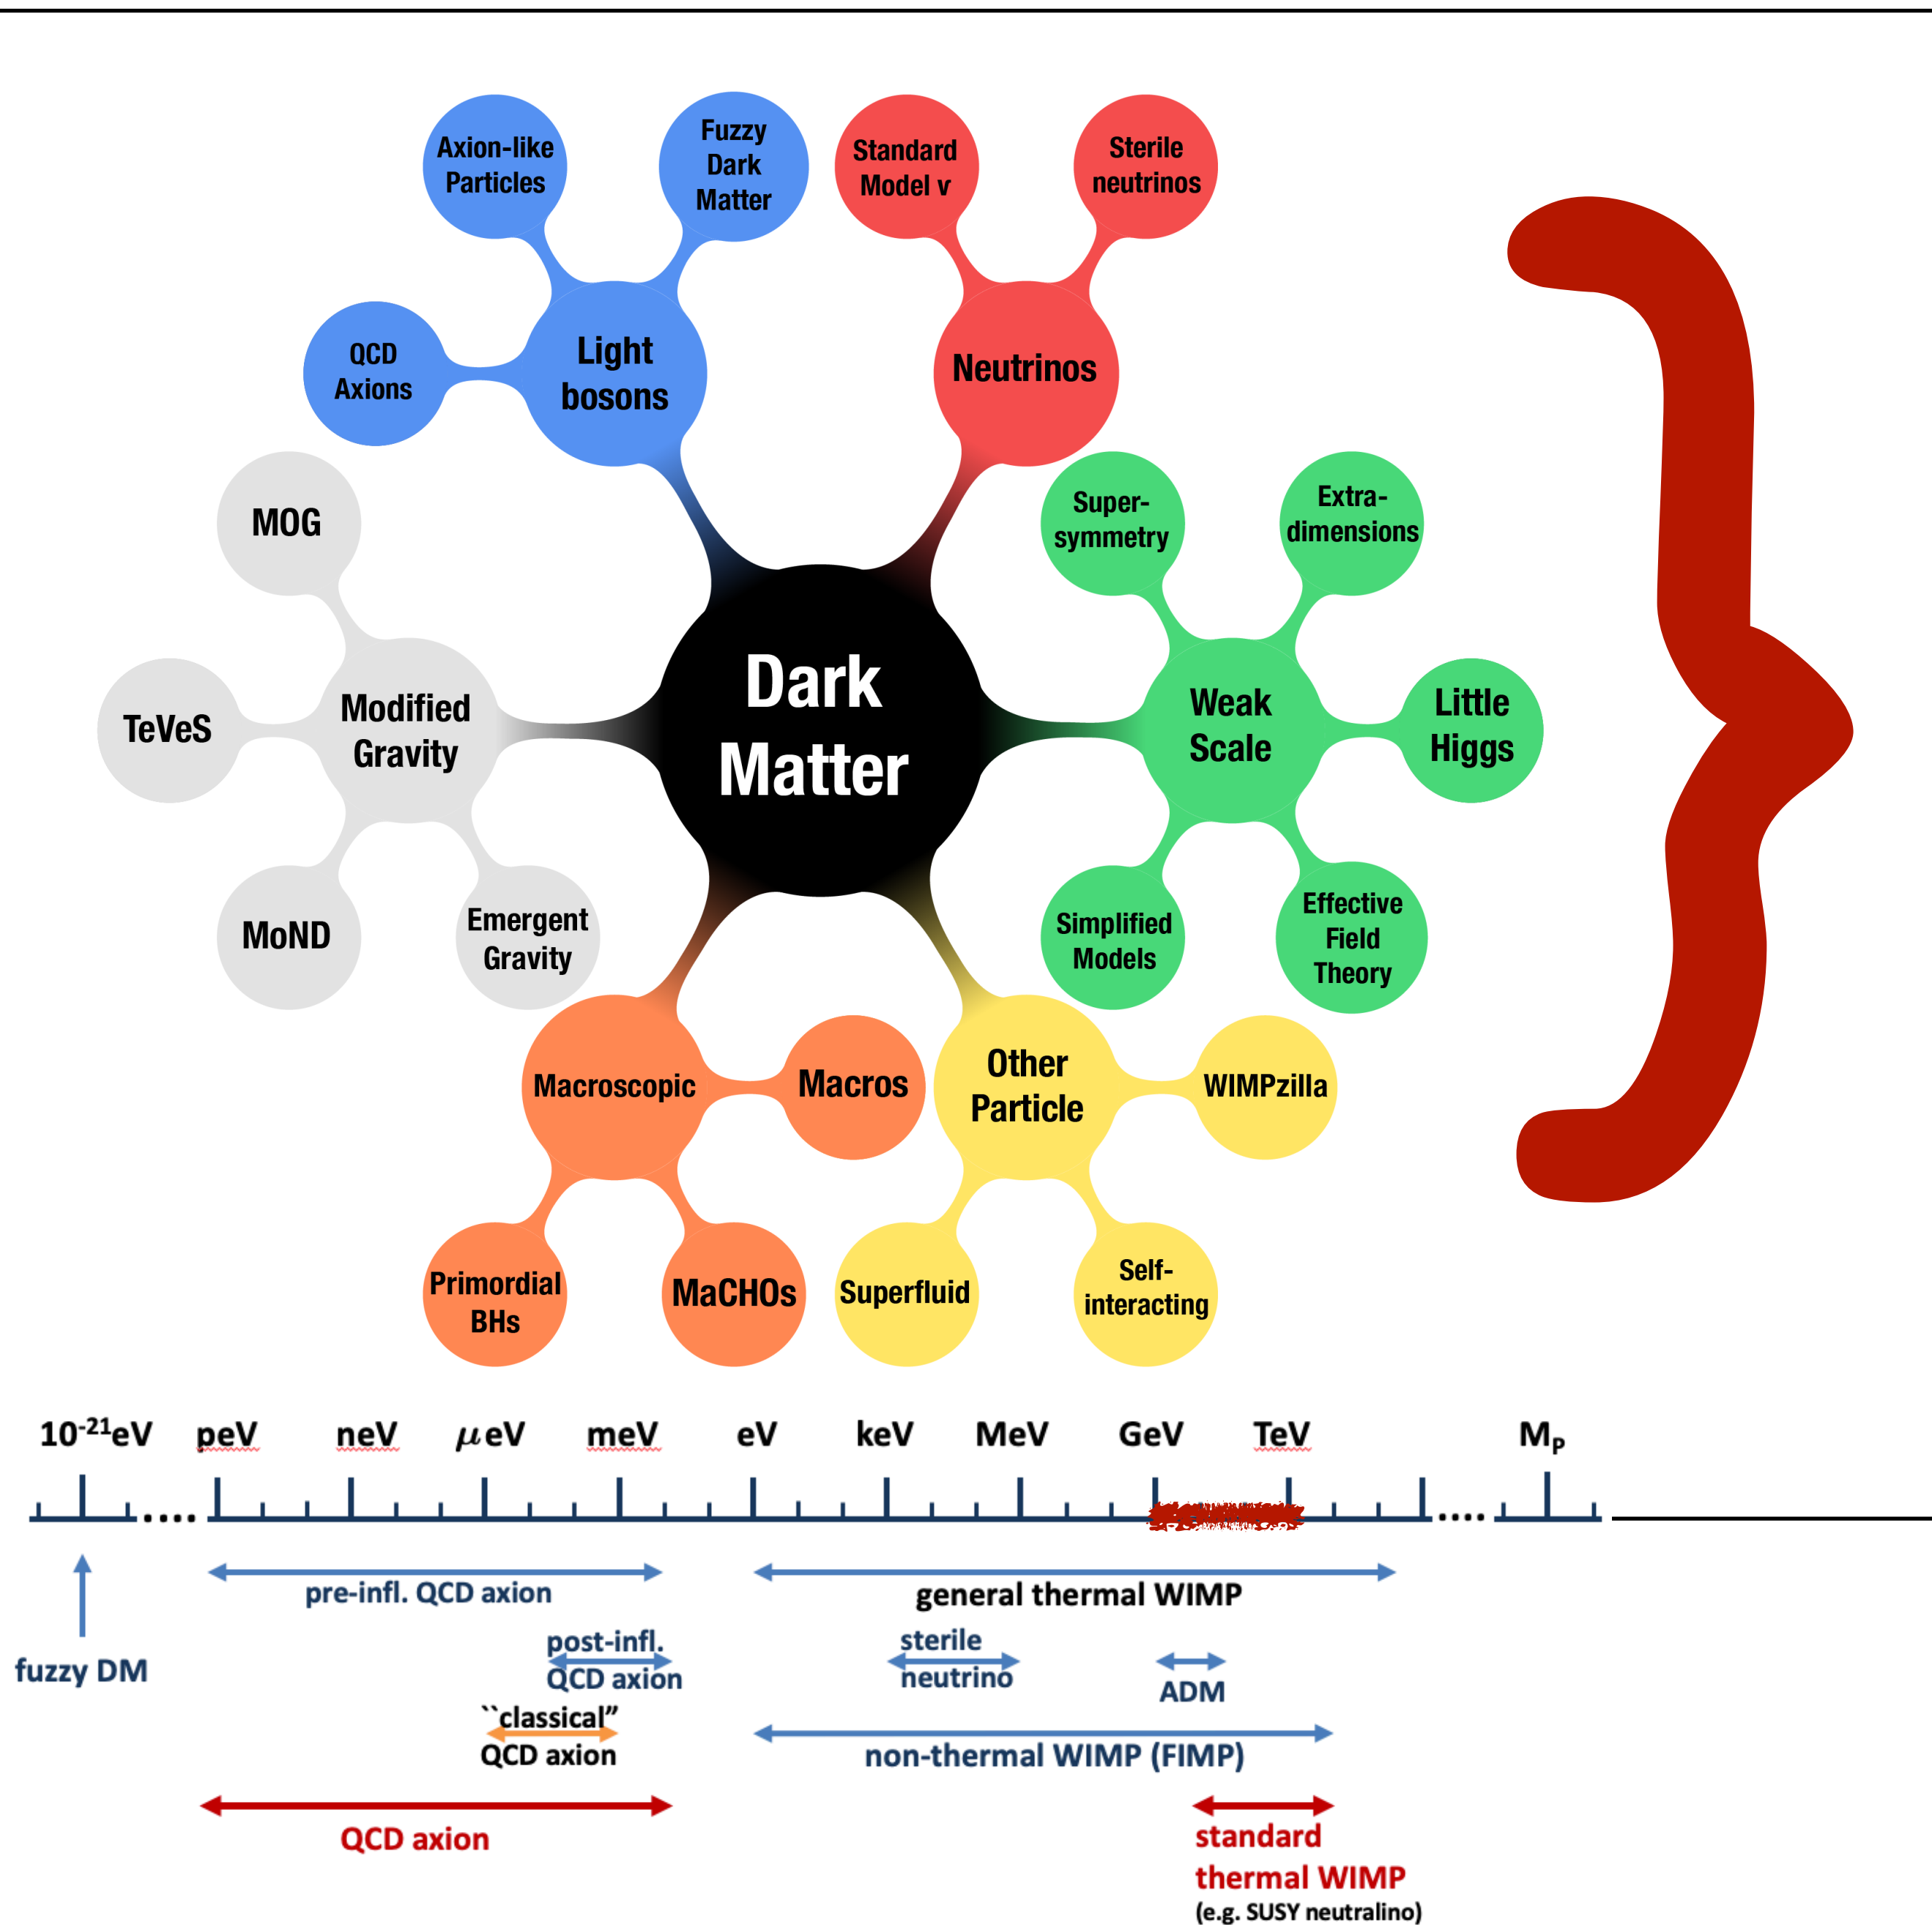 Axion-like
Particles
Fuzzy
Dark
Matter
Standard
Model ν
Sterile
neutrinos
QCD
Axions
Light
bosons
Neutrinos
MOG
Super-
symmetry
Extra-
dimensions
TeVeS
Modified
Gravity
Dark
Matter
Weak
Scale
Little
Higgs
MoND
Emergent
Gravity
Simplified
Models
Effective
Field
Theory
Macroscopic
Macros
Other
Particle
WIMPzilla
Primordial
BHs
MaCHOs
Superfluid
Self-
interacting
10⁻²¹eV peV neV μeV meV eV keV MeV GeV TeV M_P
pre-infl. QCD axion
general thermal WIMP
fuzzy DM
post-infl.
QCD axion
sterile
neutrino
ADM
``classical”
QCD axion
non-thermal WIMP (FIMP)
QCD axion
standard
thermal WIMP
(e.g. SUSY neutralino)